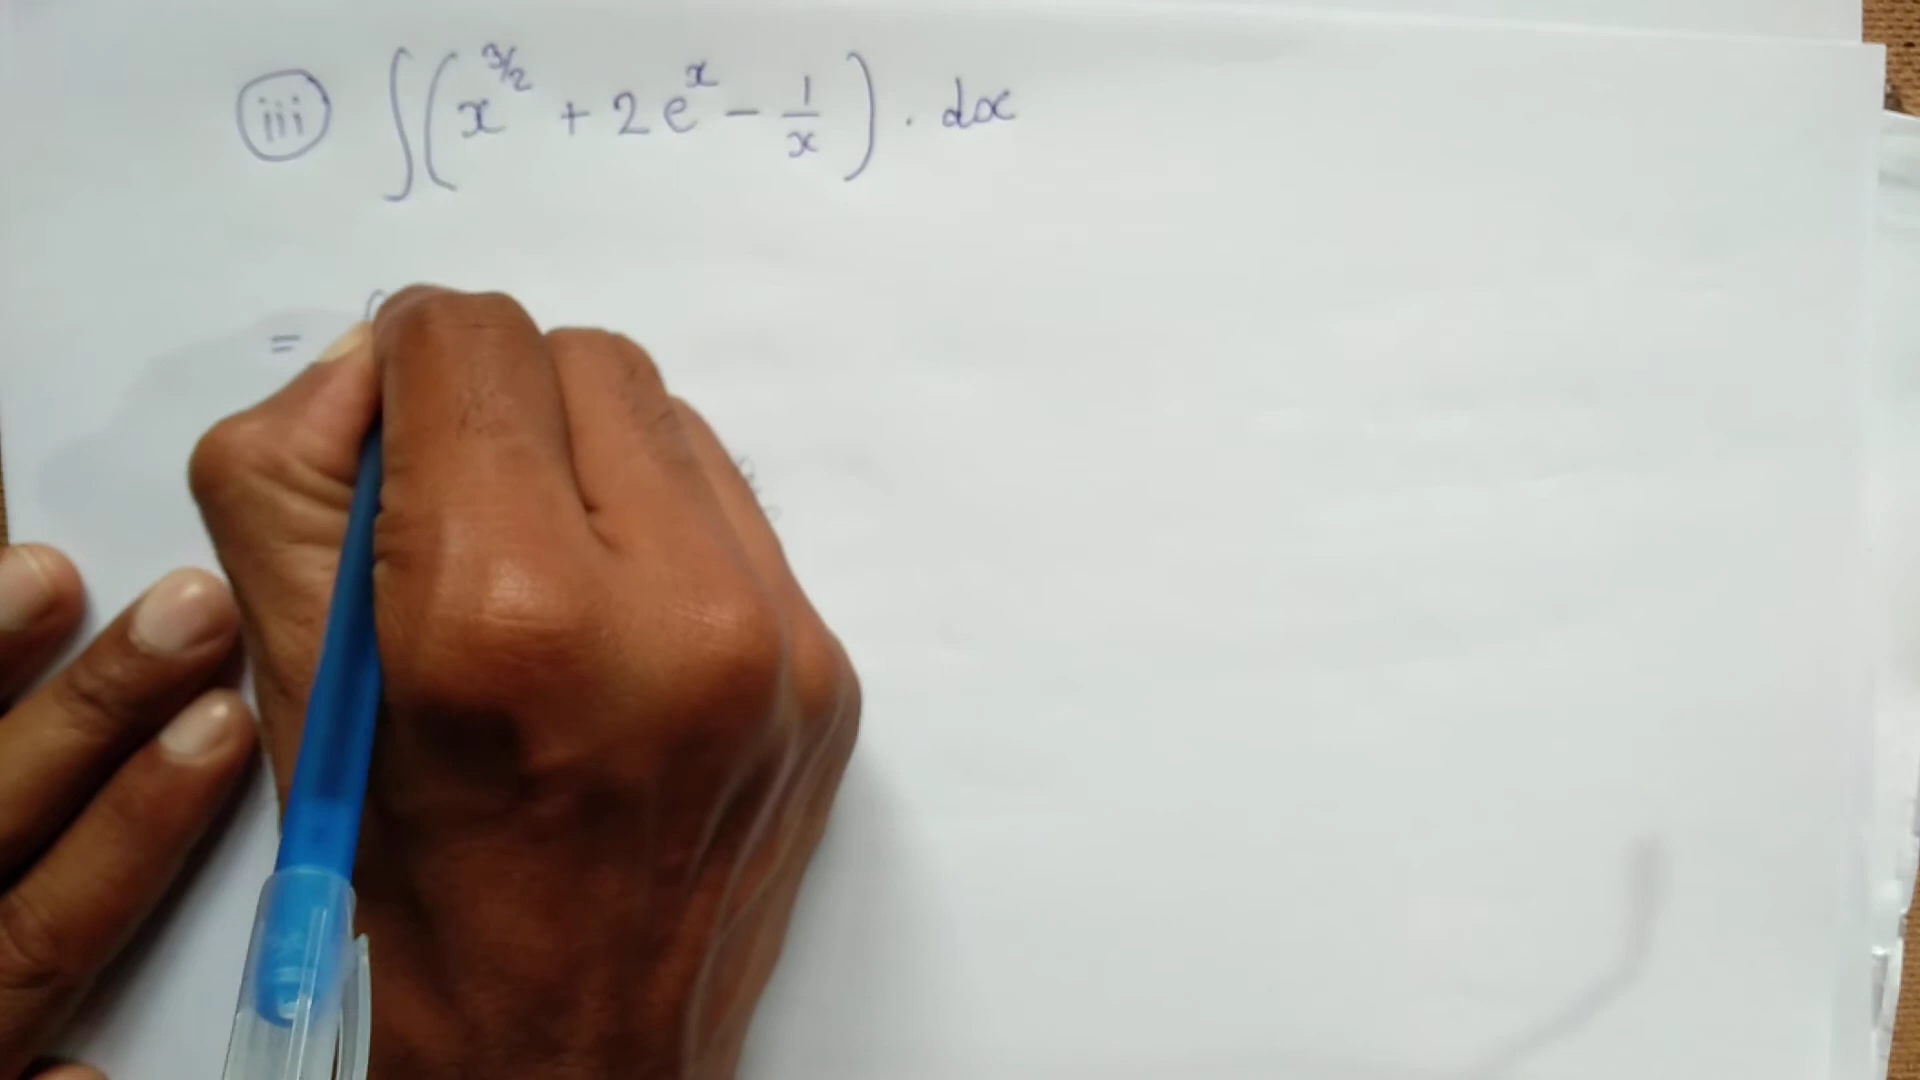 (iii) ∫(x^{3/2} + 2e^x − 1/x) . dx
= ∫